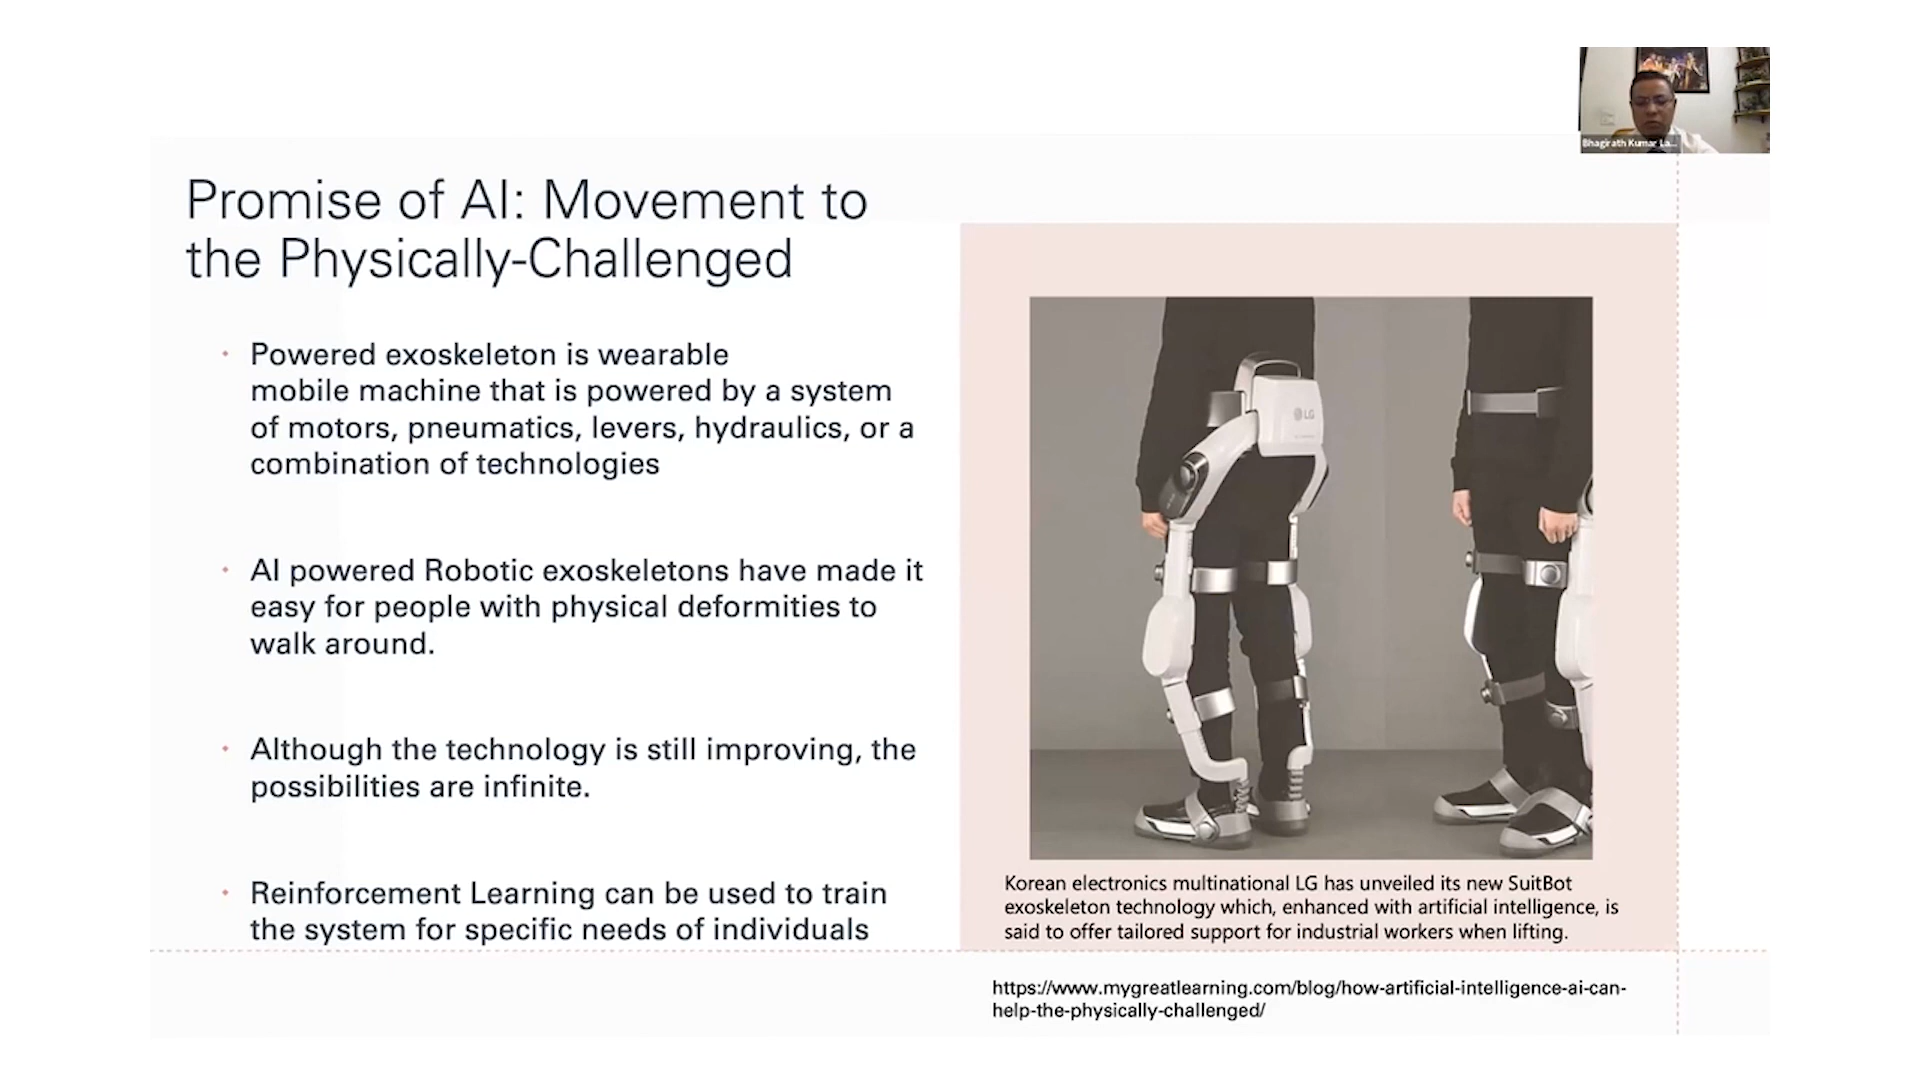 Bhagirath Kumar La...
Promise of AI: Movement to
the Physically-Challenged
Powered exoskeleton is wearable
mobile machine that is powered by a system
of motors, pneumatics, levers, hydraulics, or a
combination of technologies
AI powered Robotic exoskeletons have made it
easy for people with physical deformities to
walk around.
Although the technology is still improving, the
possibilities are infinite.
Reinforcement Learning can be used to train
the system for specific needs of individuals
LG
Korean electronics multinational LG has unveiled its new SuitBot
exoskeleton technology which, enhanced with artificial intelligence, is
said to offer tailored support for industrial workers when lifting.
https://www.mygreatlearning.com/blog/how-artificial-intelligence-ai-can-
help-the-physically-challenged/